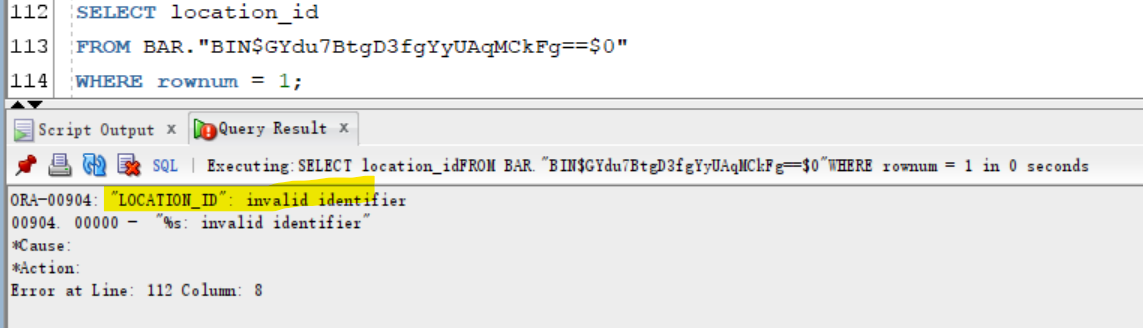 112 SELECT location_id
113 FROM BAR."BIN$GYdu7BtgD3fgYyUAqMCkFg==$0"
114 WHERE rownum = 1;
Script Output x Query Result x
SQL | Executing:SELECT location_idFROM BAR."BIN$GYdu7BtgD3fgYyUAqMCkFg==$0"WHERE rownum = 1 in 0 seconds
ORA-00904: "LOCATION_ID": invalid identifier
00904. 00000 - "%s: invalid identifier"
*Cause:
*Action:
Error at Line: 112 Column: 8